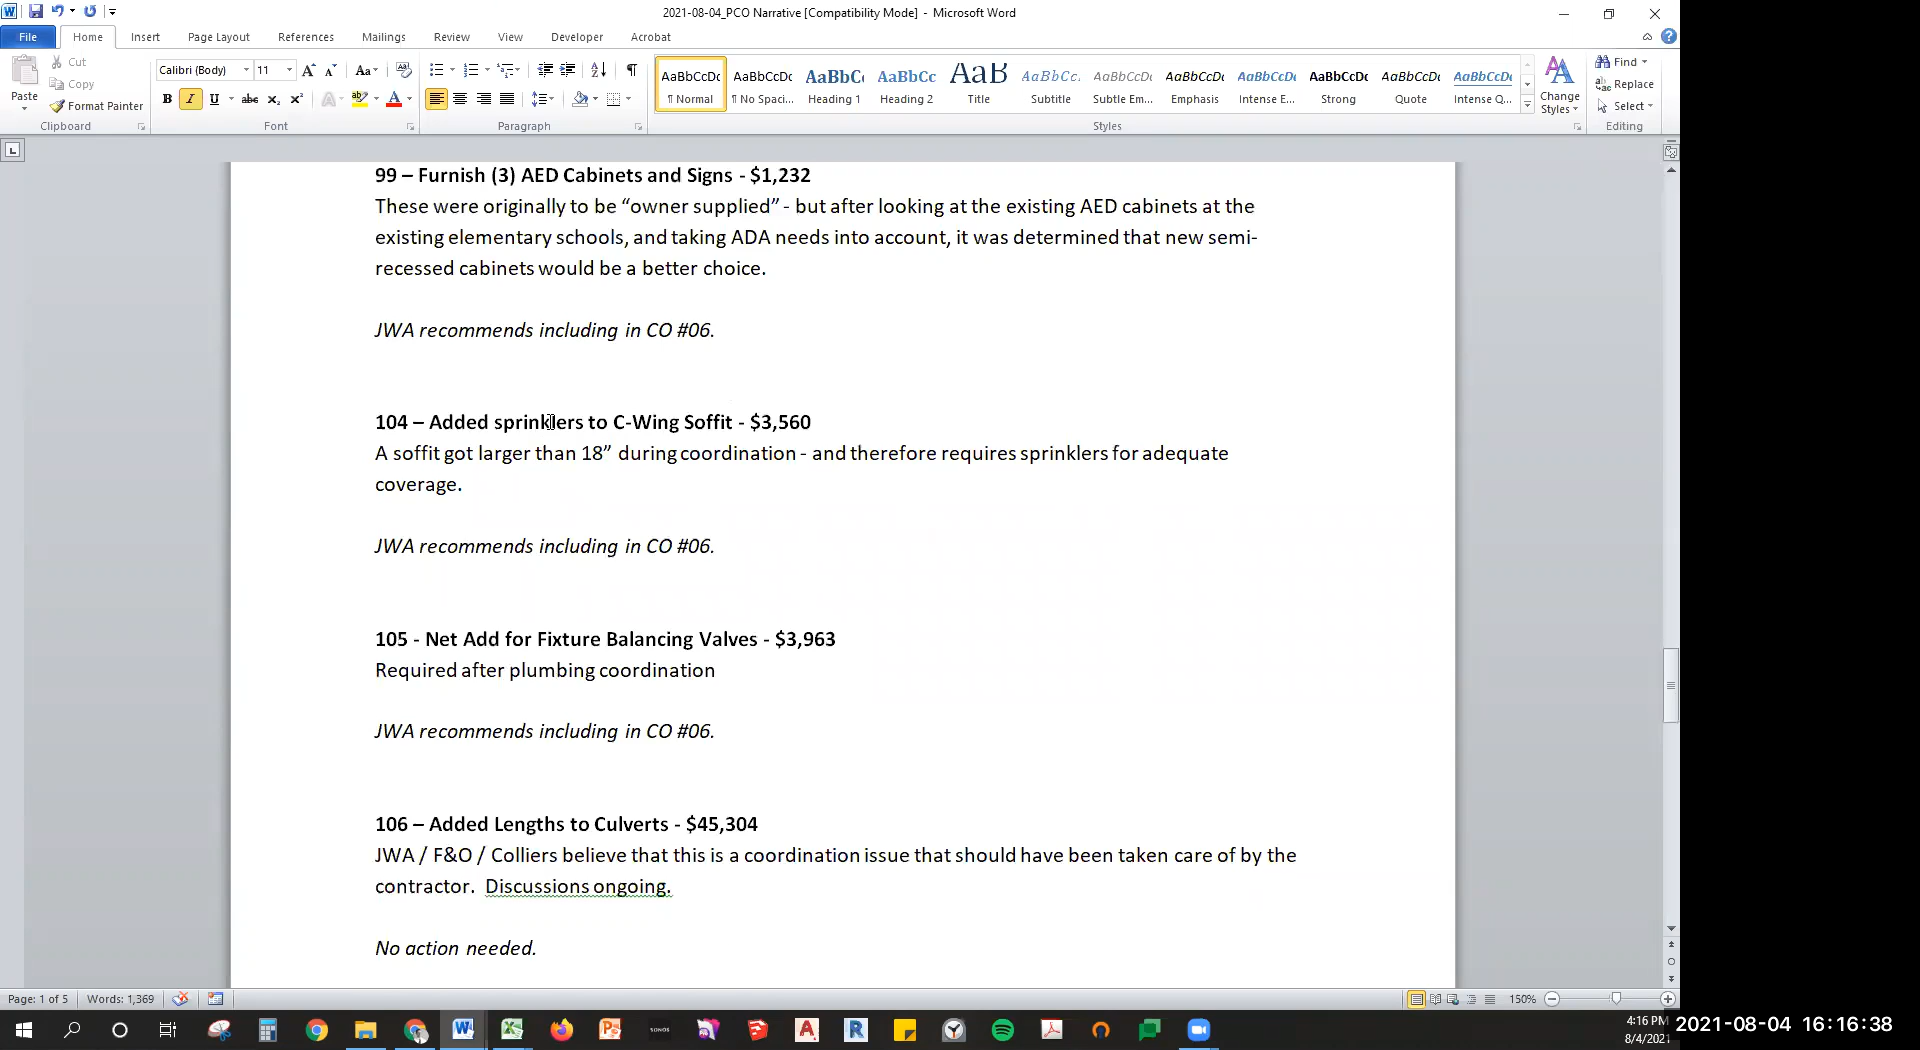 2021-08-04_PCO Narrative [Compatibility Mode] - Microsoft Word
File Home Insert Page Layout References Mailings Review View Developer Acrobat
Cut
Copy
Format Painter
Paste
Clipboard
Calibri (Body) 11
Font
Paragraph
AaBbCcDc AaBbCcDc AaBbC AaBbCc AaB AaBbCc. AaBbCcDc AaBbCcDc AaBbCcDc AaBbCcDc AaBbCcDc AaBbCcDc
¶ Normal ¶ No Spaci... Heading 1 Heading 2 Title Subtitle Subtle Em... Emphasis Intense E... Strong Quote Intense Q...
Change Styles
Styles
Find
Replace
Select
Editing
99 – Furnish (3) AED Cabinets and Signs - $1,232
These were originally to be “owner supplied” - but after looking at the existing AED cabinets at the
existing elementary schools, and taking ADA needs into account, it was determined that new semi-
recessed cabinets would be a better choice.
JWA recommends including in CO #06.
104 – Added sprinklers to C-Wing Soffit - $3,560
A soffit got larger than 18” during coordination - and therefore requires sprinklers for adequate
coverage.
JWA recommends including in CO #06.
105 - Net Add for Fixture Balancing Valves - $3,963
Required after plumbing coordination
JWA recommends including in CO #06.
106 – Added Lengths to Culverts - $45,304
JWA / F&O / Colliers believe that this is a coordination issue that should have been taken care of by the
contractor.  Discussions ongoing.
No action needed.
Page: 1 of 5 Words: 1,369 150%
SONOS
4:16 PM
8/4/2021
2021-08-04 16:16:38